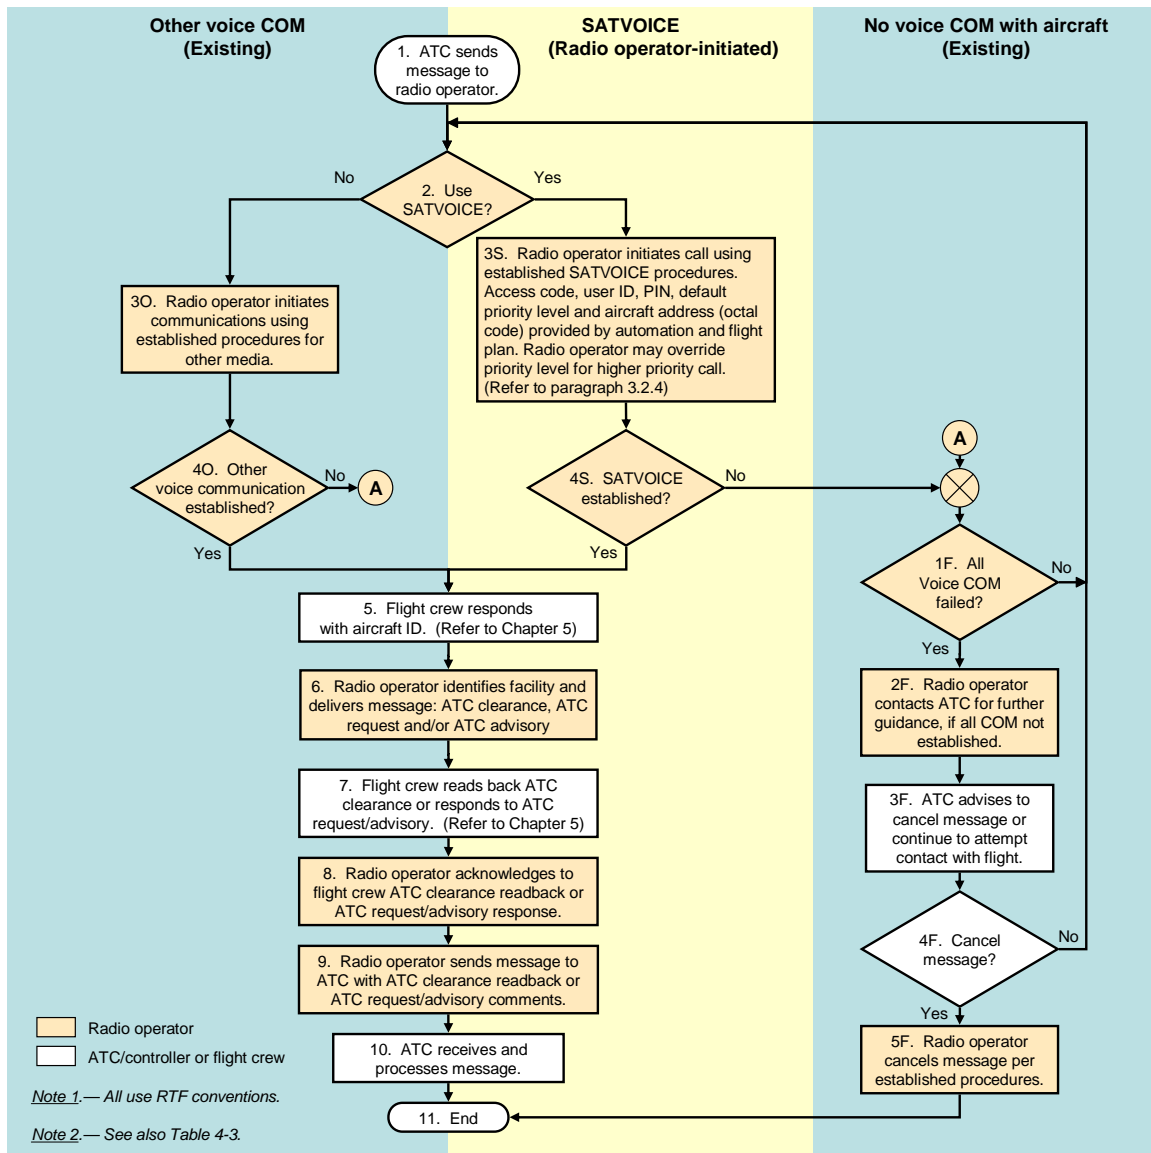 Other voice COM
(Existing)
SATVOICE
(Radio operator-initiated)
No voice COM with aircraft
(Existing)
1. ATC sends
message to
radio operator.
No
Yes
2. Use
SATVOICE?
3S. Radio operator initiates call using
established SATVOICE procedures.
Access code, user ID, PIN, default
priority level and aircraft address (octal
code) provided by automation and flight
plan. Radio operator may override
priority level for higher priority call.
(Refer to paragraph 3.2.4)
3O. Radio operator initiates
communications using
established procedures for
other media.
4O. Other
voice communication
established?
No
A
Yes
4S. SATVOICE
established?
No
Yes
A
1F. All
Voice COM
failed?
No
Yes
5. Flight crew responds
with aircraft ID. (Refer to Chapter 5)
6. Radio operator identifies facility and
delivers message: ATC clearance, ATC
request and/or ATC advisory
7. Flight crew reads back ATC
clearance or responds to ATC
request/advisory. (Refer to Chapter 5)
8. Radio operator acknowledges to
flight crew ATC clearance readback or
ATC request/advisory response.
9. Radio operator sends message to
ATC with ATC clearance readback or
ATC request/advisory comments.
10. ATC receives and
processes message.
11. End
2F. Radio operator
contacts ATC for further
guidance, if all COM not
established.
3F. ATC advises to
cancel message or
continue to attempt
contact with flight.
4F. Cancel
message?
No
Yes
5F. Radio operator
cancels message per
established procedures.
Radio operator
ATC/controller or flight crew
Note 1.— All use RTF conventions.
Note 2.— See also Table 4-3.